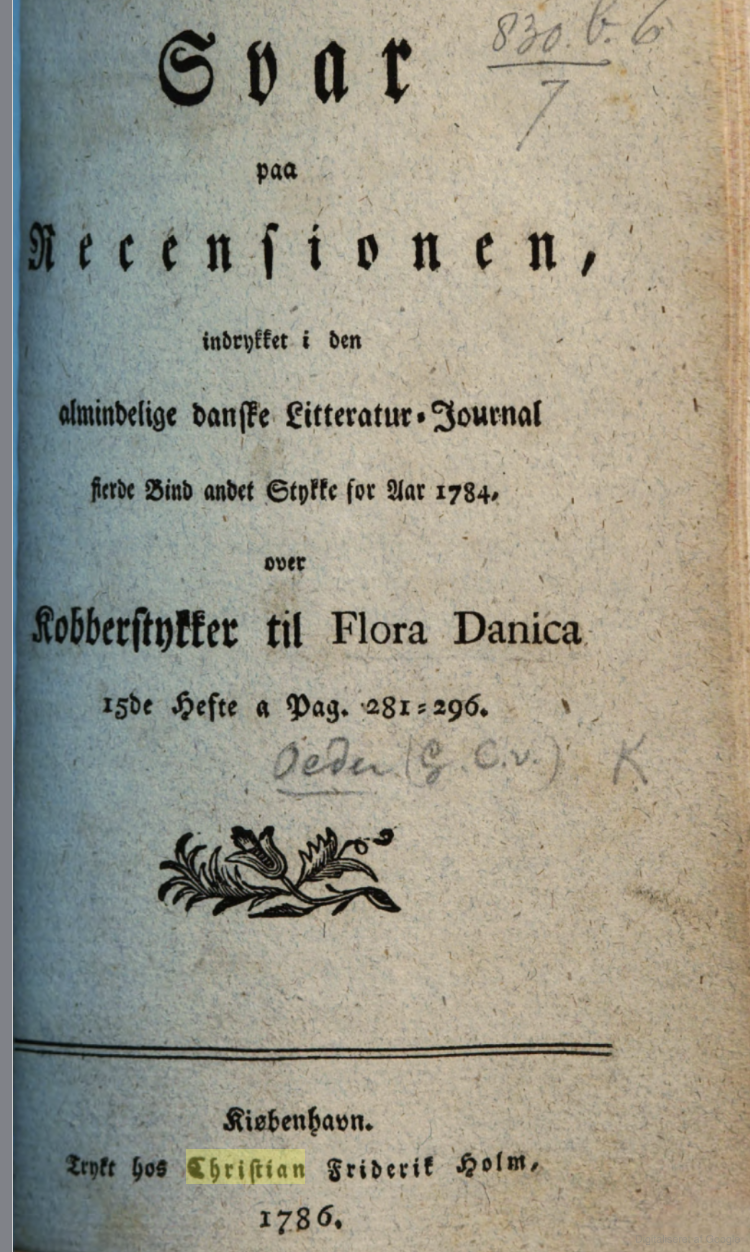 Svar
830. b. 6
7
paa
Recensionen,
indrykket i den
almindelige danske Litteratur-Journal
fierde Bind andet Stykke for Aar 1784,
over
Kobberstykker til Flora Danica
15de Hefte a Pag. 281-296.
Oeder (G. C. v.) K
Kiøbenhavn.
Trykt hos Christian Friderik Holm,
1786.